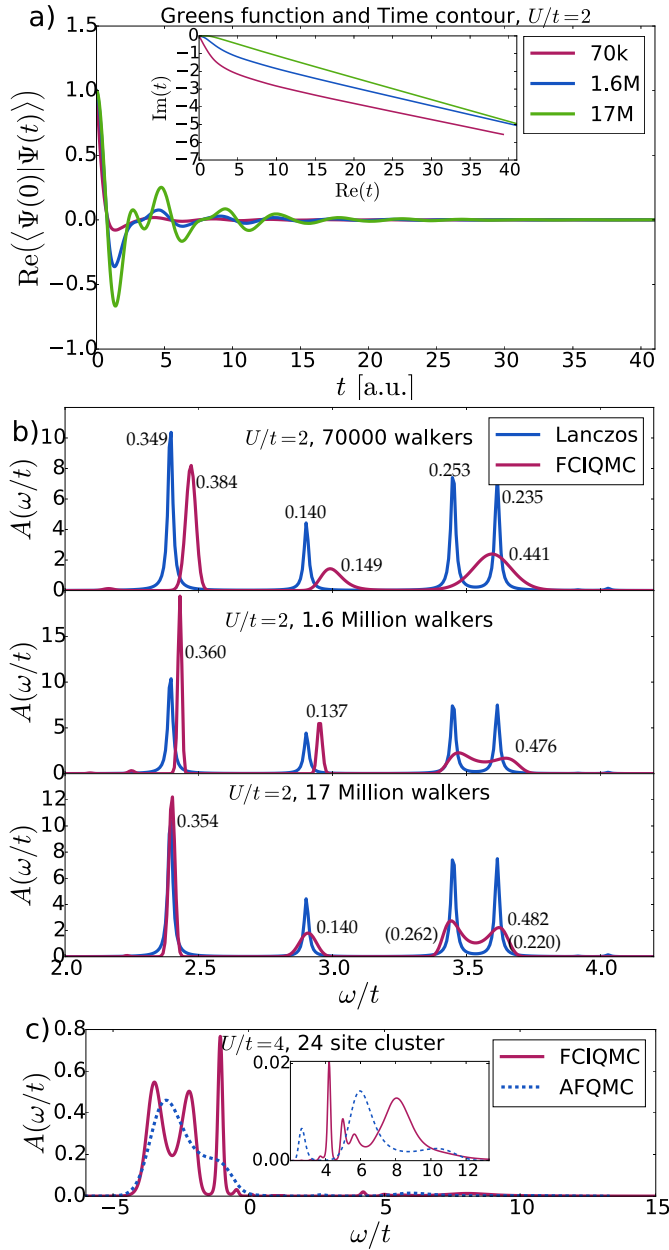 a)
Greens function and Time contour, U/t=2
Re(⟨Ψ(0)|Ψ(t)⟩)
1.5
1.0
0.5
0.0
−0.5
−1.0
0 5 10 15 20 25 30 35 40
t [a.u.]
Im(t)
0
−1
−2
−3
−4
−5
−6
−7
0 5 10 15 20 25 30 35 40
Re(t)
70k
1.6M
17M
b)
U/t=2, 70000 walkers
Lanczos
FCIQMC
A(ω/t)
10
8
6
4
2
0
0.349
0.384
0.140
0.149
0.253
0.235
0.441
U/t=2, 1.6 Million walkers
A(ω/t)
15
10
5
0
0.360
0.137
0.476
U/t=2, 17 Million walkers
A(ω/t)
12
10
8
6
4
2
0
0.354
0.140
(0.262)
0.482
(0.220)
2.0 2.5 3.0 3.5 4.0
ω/t
c)
U/t=4, 24 site cluster
FCIQMC
AFQMC
A(ω/t)
0.8
0.6
0.4
0.2
0.0
0.02
0.00
4 6 8 10 12
−5 0 5 10 15
ω/t